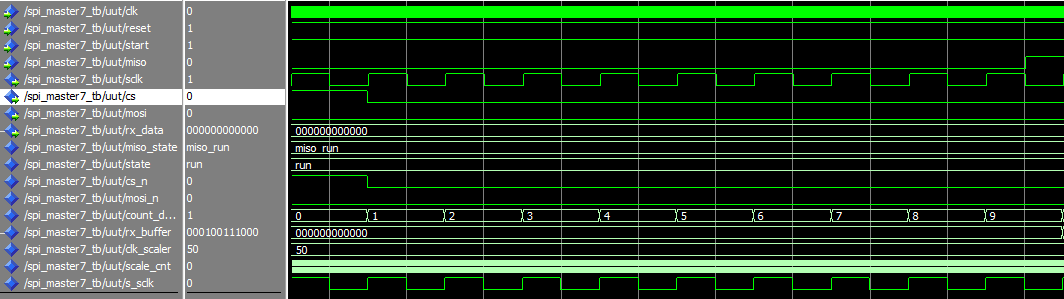 /spi_master7_tb/uut/clk
/spi_master7_tb/uut/reset 1
/spi_master7_tb/uut/start 1
/spi_master7_tb/uut/miso 0
/spi_master7_tb/uut/sclk 1
/spi_master7_tb/uut/cs 0
/spi_master7_tb/uut/mosi 0
/spi_master7_tb/uut/rx_data 000000000000 000000000000
/spi_master7_tb/uut/miso_state miso_run miso_run
/spi_master7_tb/uut/state run run
/spi_master7_tb/uut/cs_n 0
/spi_master7_tb/uut/mosi_n 0
/spi_master7_tb/uut/count_d... 1 0 1 2 3 4 5 6 7 8 9
/spi_master7_tb/uut/rx_buffer 000100111000 000000000000
/spi_master7_tb/uut/clk_scaler 50 50
/spi_master7_tb/uut/scale_cnt 0
/spi_master7_tb/uut/s_sclk 0